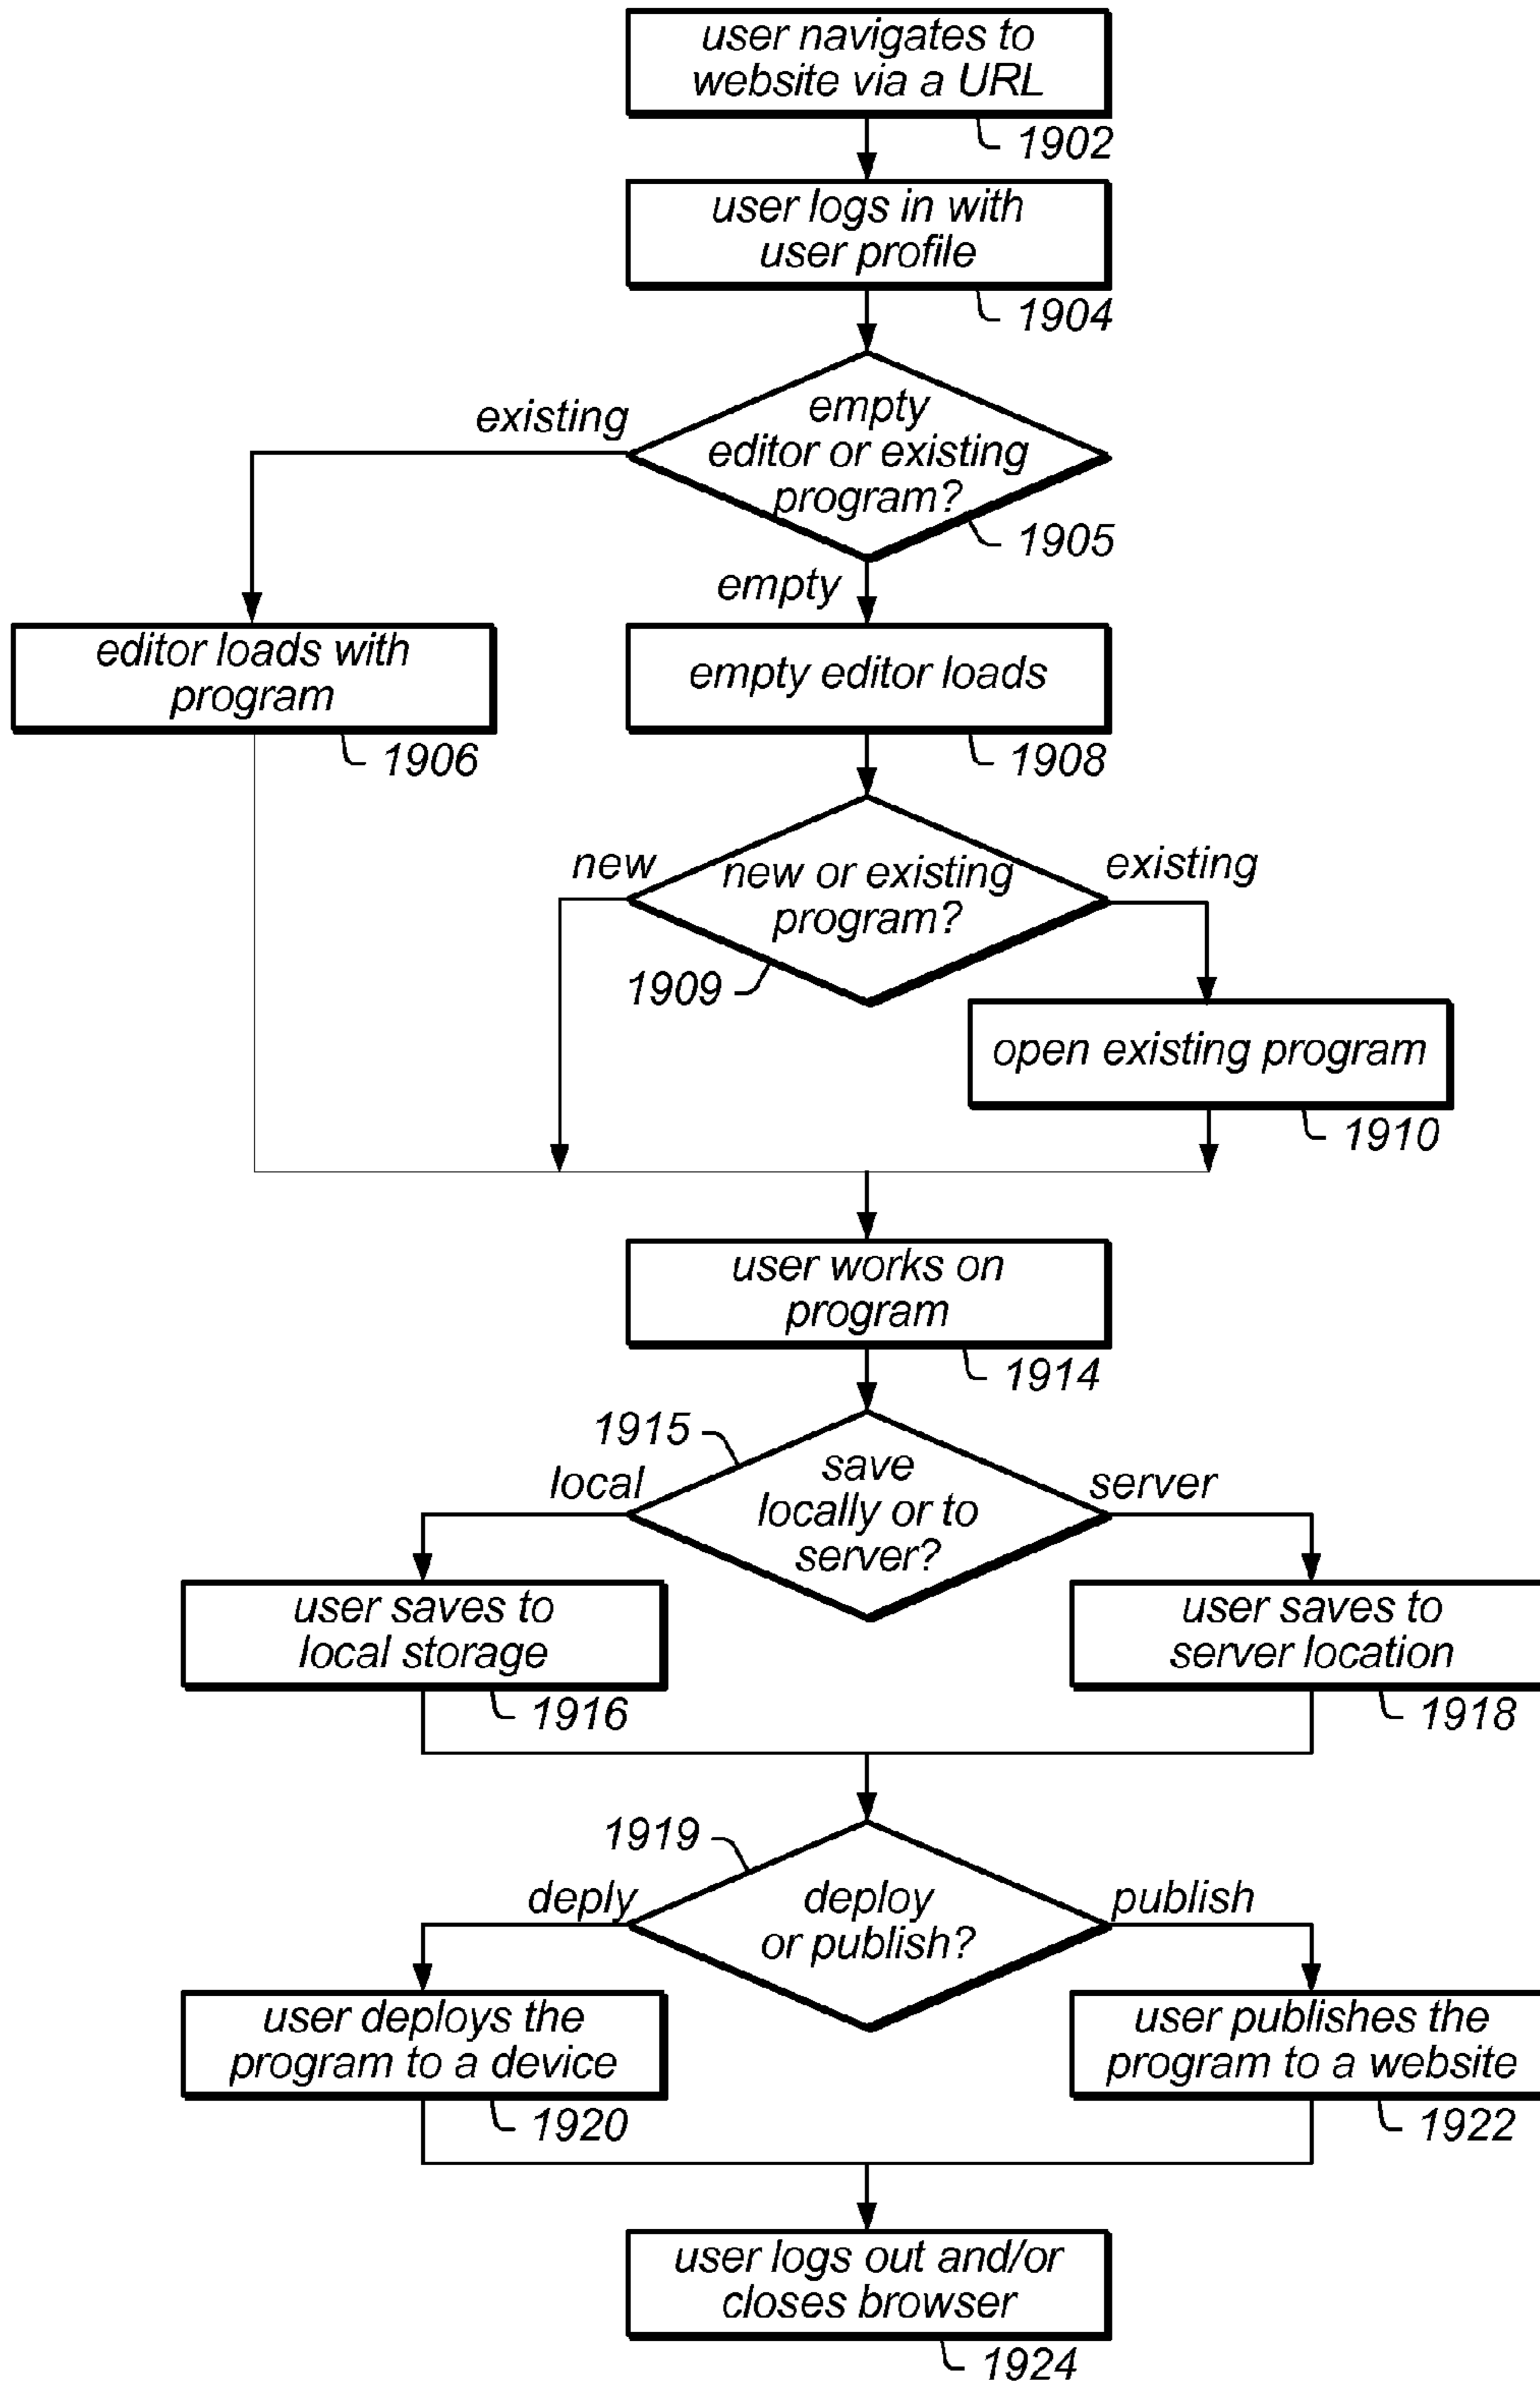 user navigates to
website via a URL
1902
user logs in with
user profile
1904
existing
empty
editor or existing
program?
1905
empty
editor loads with
program
1906
empty editor loads
1908
new
new or existing
program?
existing
1909
open existing program
1910
user works on
program
1914
1915
local
save
locally or to
server?
server
user saves to
local storage
1916
user saves to
server location
1918
1919
deply
deploy
or publish?
publish
user deploys the
program to a device
1920
user publishes the
program to a website
1922
user logs out and/or
closes browser
1924